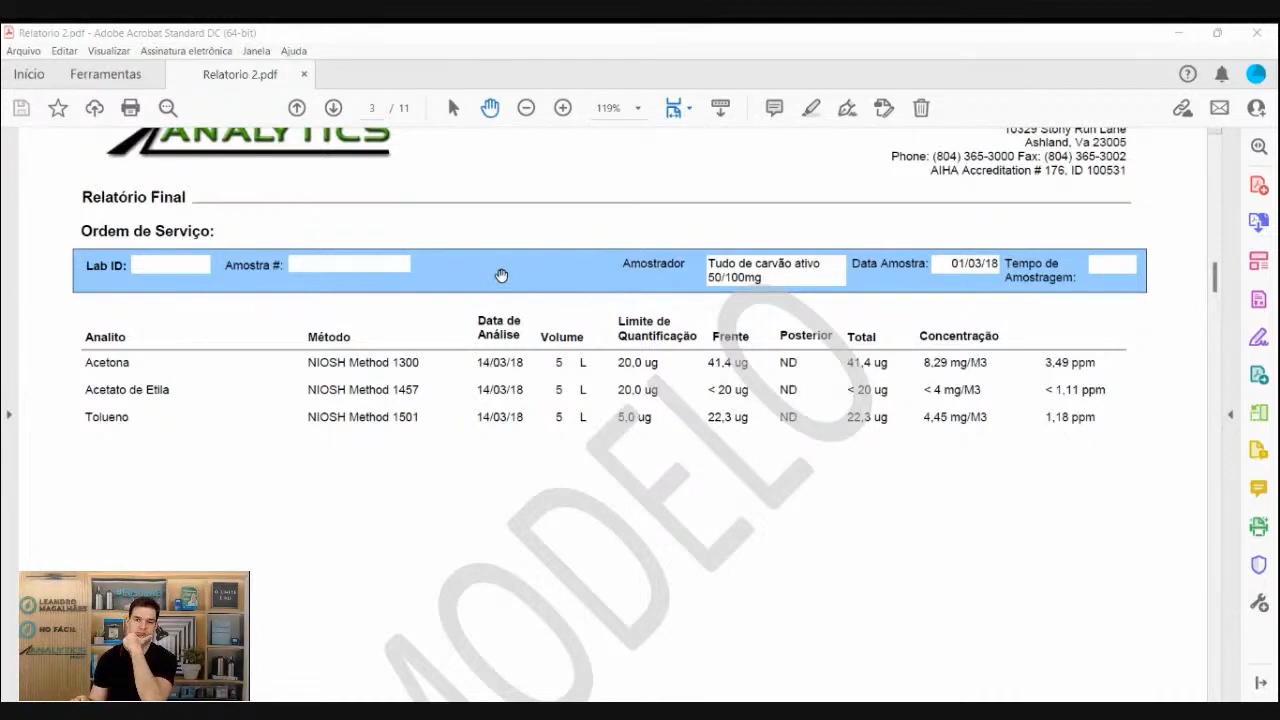 Relatorio 2.pdf - Adobe Acrobat Standard DC (64-bit)
Arquivo Editar Visualizar Assinatura eletrônica Janela Ajuda
Início Ferramentas Relatorio 2.pdf ×
3 / 11 119%
ANALYTICS
10329 Stony Run Lane
Ashland, Va 23005
Phone: (804) 365-3000 Fax: (804) 365-3002
AIHA Accreditation # 176, ID 100531
Relatório Final
Ordem de Serviço:
Lab ID: Amostra #: Amostrador Tudo de carvão ativo 50/100mg Data Amostra: 01/03/18 Tempo de Amostragem:
Analito Método Data de Análise Volume Limite de Quantificação Frente Posterior Total Concentração
Acetona NIOSH Method 1300 14/03/18 5 L 20,0 ug 41,4 ug ND 41,4 ug 8,29 mg/M3 3,49 ppm
Acetato de Etila NIOSH Method 1457 14/03/18 5 L 20,0 ug < 20 ug ND < 20 ug < 4 mg/M3 < 1,11 ppm
Tolueno NIOSH Method 1501 14/03/18 5 L 5,0 ug 22,3 ug ND 22,3 ug 4,45 mg/M3 1,18 ppm
MODELO
LEANDRO
MAGALHÃES
HO FÁCIL
ANALYTICS